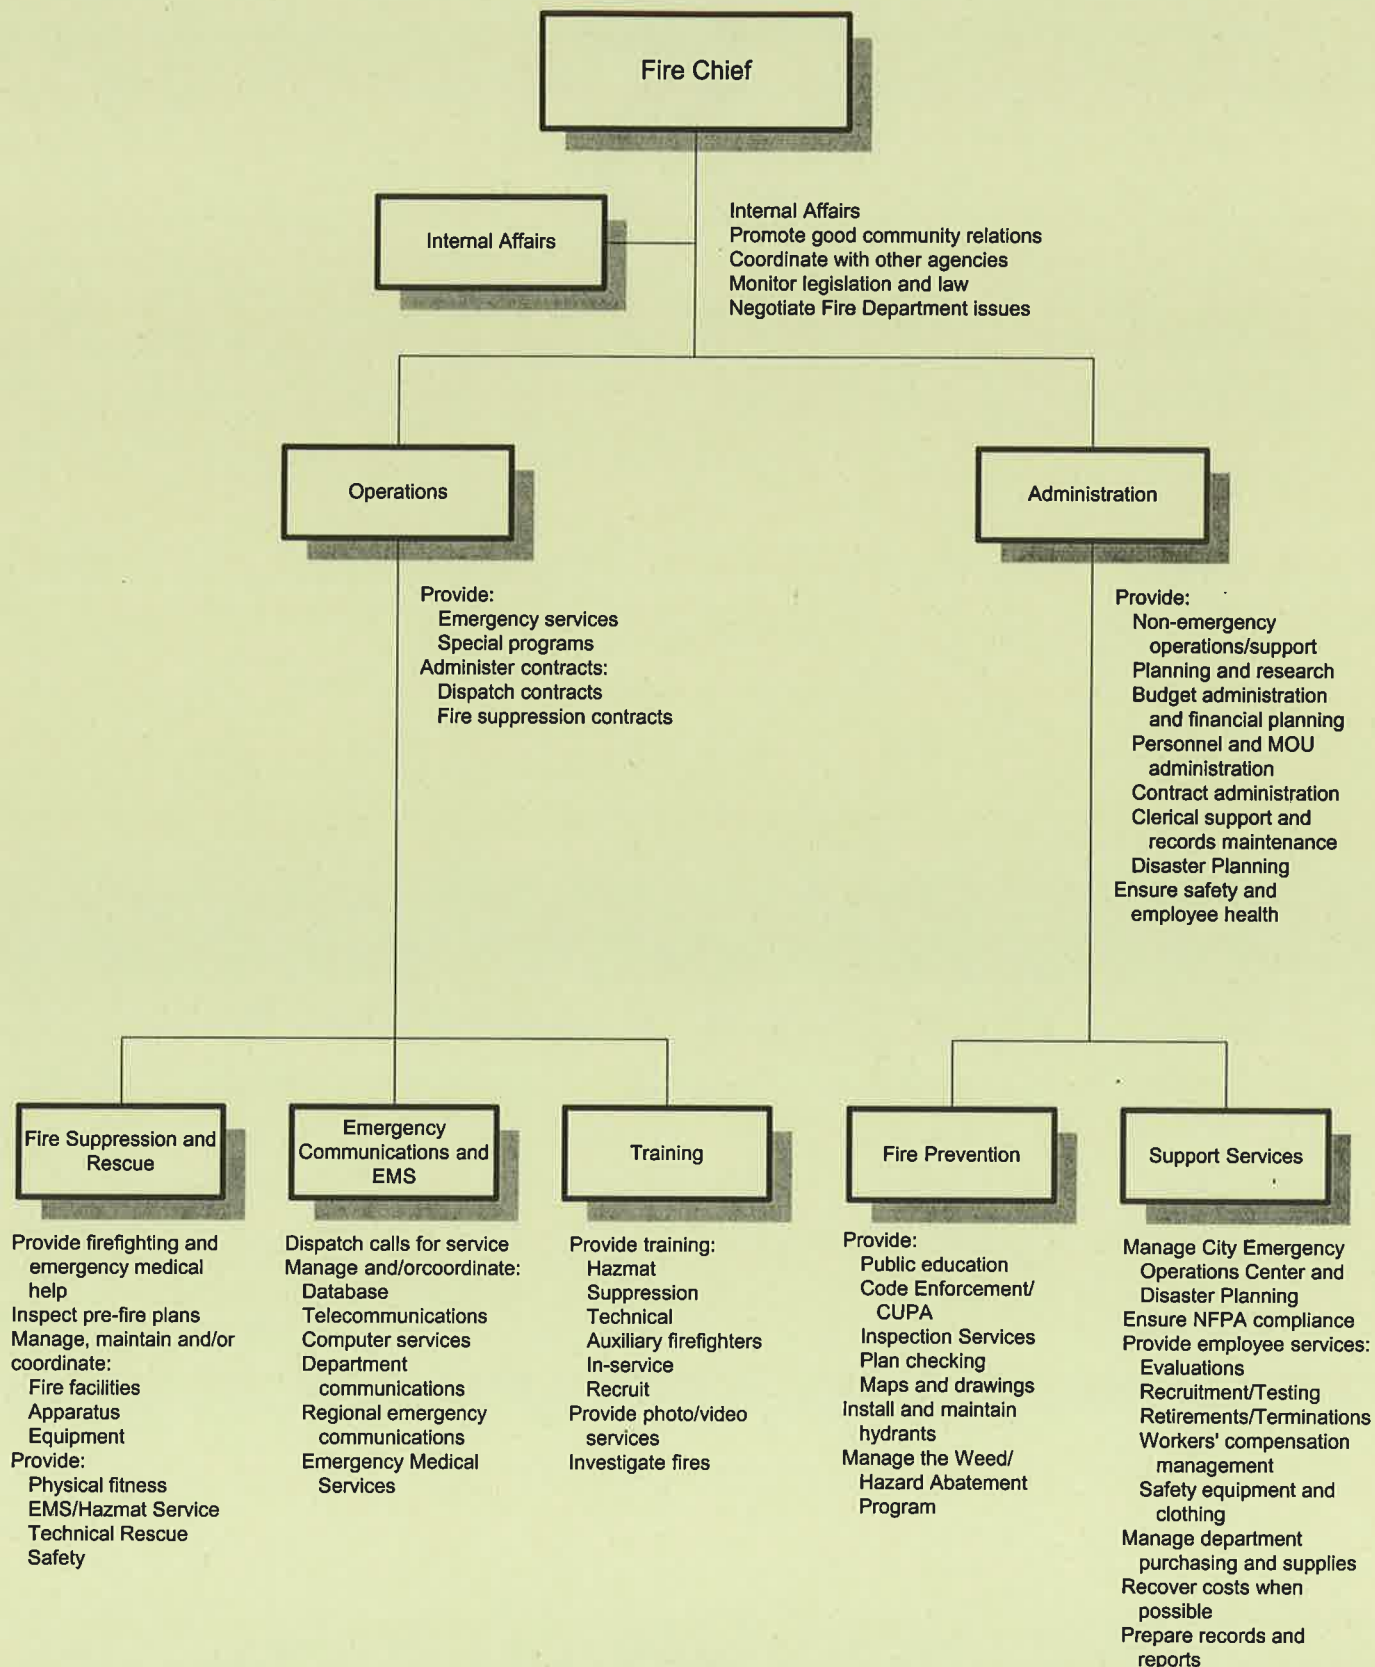 Fire Chief
Internal Affairs
Internal Affairs
Promote good community relations
Coordinate with other agencies
Monitor legislation and law
Negotiate Fire Department issues
Operations
Provide:
Emergency services
Special programs
Administer contracts:
Dispatch contracts
Fire suppression contracts
Administration
Provide:
Non-emergency
operations/support
Planning and research
Budget administration
and financial planning
Personnel and MOU
administration
Contract administration
Clerical support and
records maintenance
Disaster Planning
Ensure safety and
employee health
Fire Suppression and
Rescue
Provide firefighting and
emergency medical
help
Inspect pre-fire plans
Manage, maintain and/or
coordinate:
Fire facilities
Apparatus
Equipment
Provide:
Physical fitness
EMS/Hazmat Service
Technical Rescue
Safety
Emergency
Communications and
EMS
Dispatch calls for service
Manage and/orcoordinate:
Database
Telecommunications
Computer services
Department
communications
Regional emergency
communications
Emergency Medical
Services
Training
Provide training:
Hazmat
Suppression
Technical
Auxiliary firefighters
In-service
Recruit
Provide photo/video
services
Investigate fires
Fire Prevention
Provide:
Public education
Code Enforcement/
CUPA
Inspection Services
Plan checking
Maps and drawings
Install and maintain
hydrants
Manage the Weed/
Hazard Abatement
Program
Support Services
Manage City Emergency
Operations Center and
Disaster Planning
Ensure NFPA compliance
Provide employee services:
Evaluations
Recruitment/Testing
Retirements/Terminations
Workers' compensation
management
Safety equipment and
clothing
Manage department
purchasing and supplies
Recover costs when
possible
Prepare records and
reports